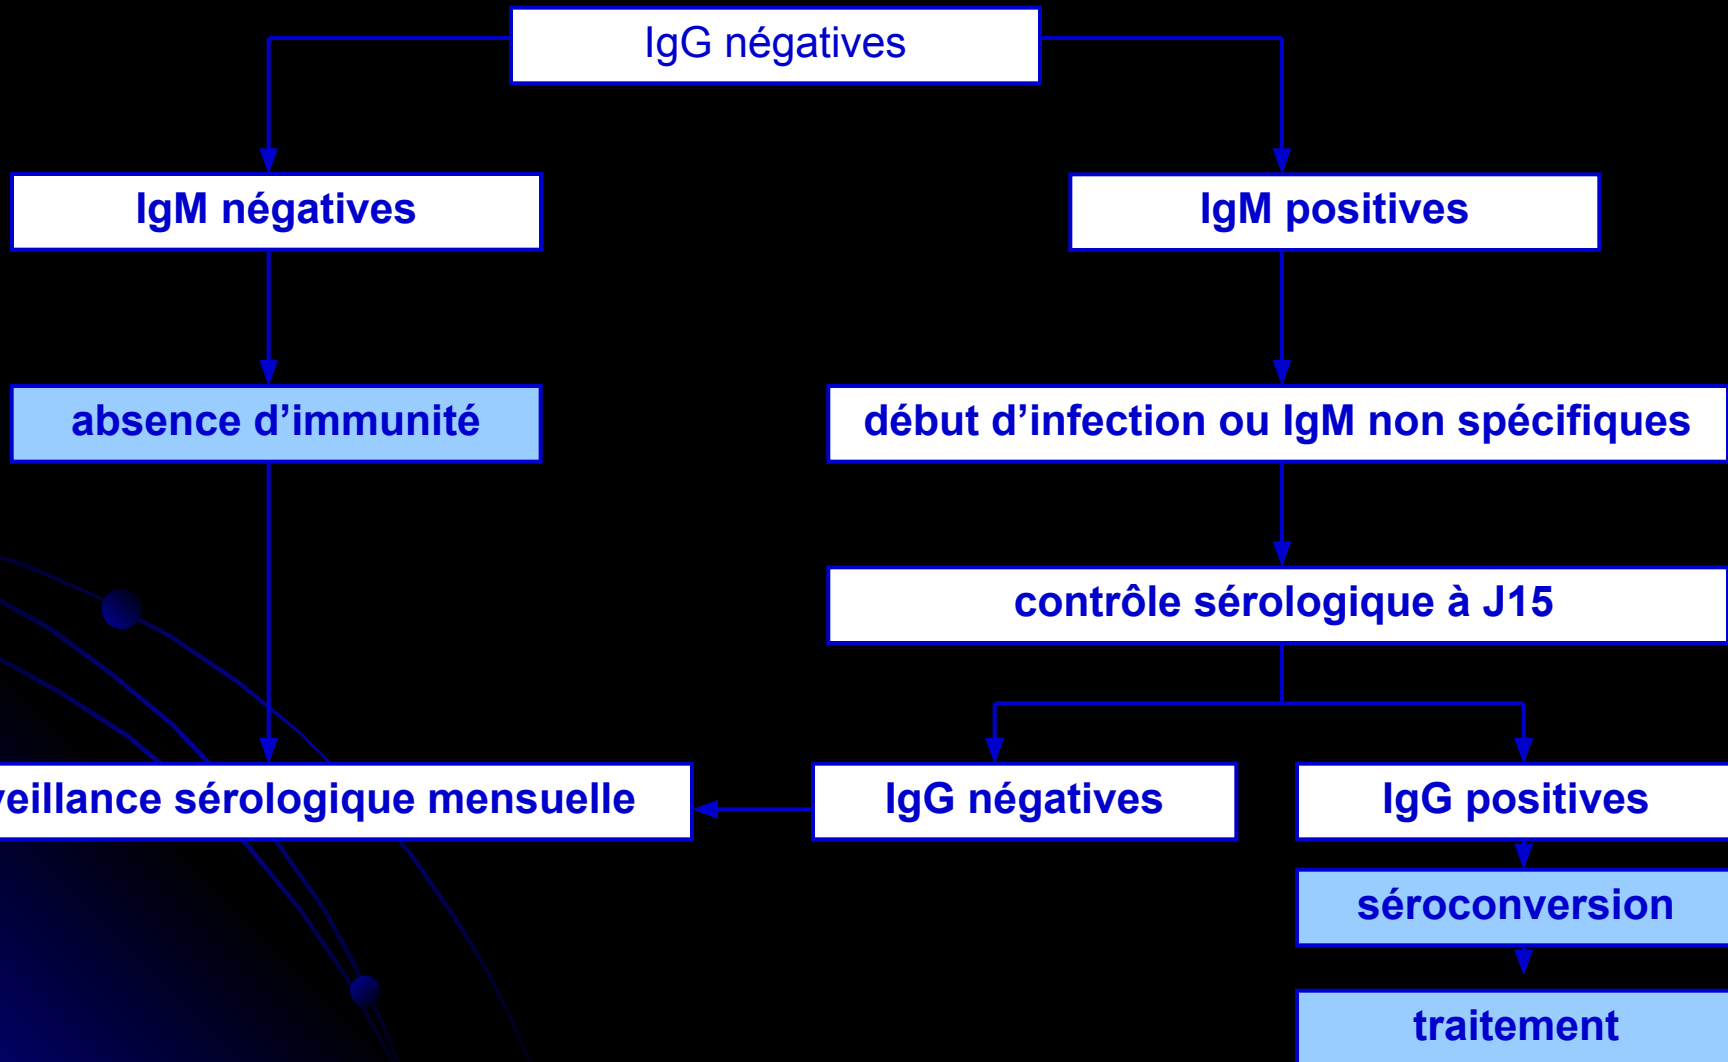 IgG négatives
IgM négatives
IgM positives
absence d’immunité
début d’infection ou IgM non spécifiques
contrôle sérologique à J15
veillance sérologique mensuelle
IgG négatives
IgG positives
séroconversion
traitement